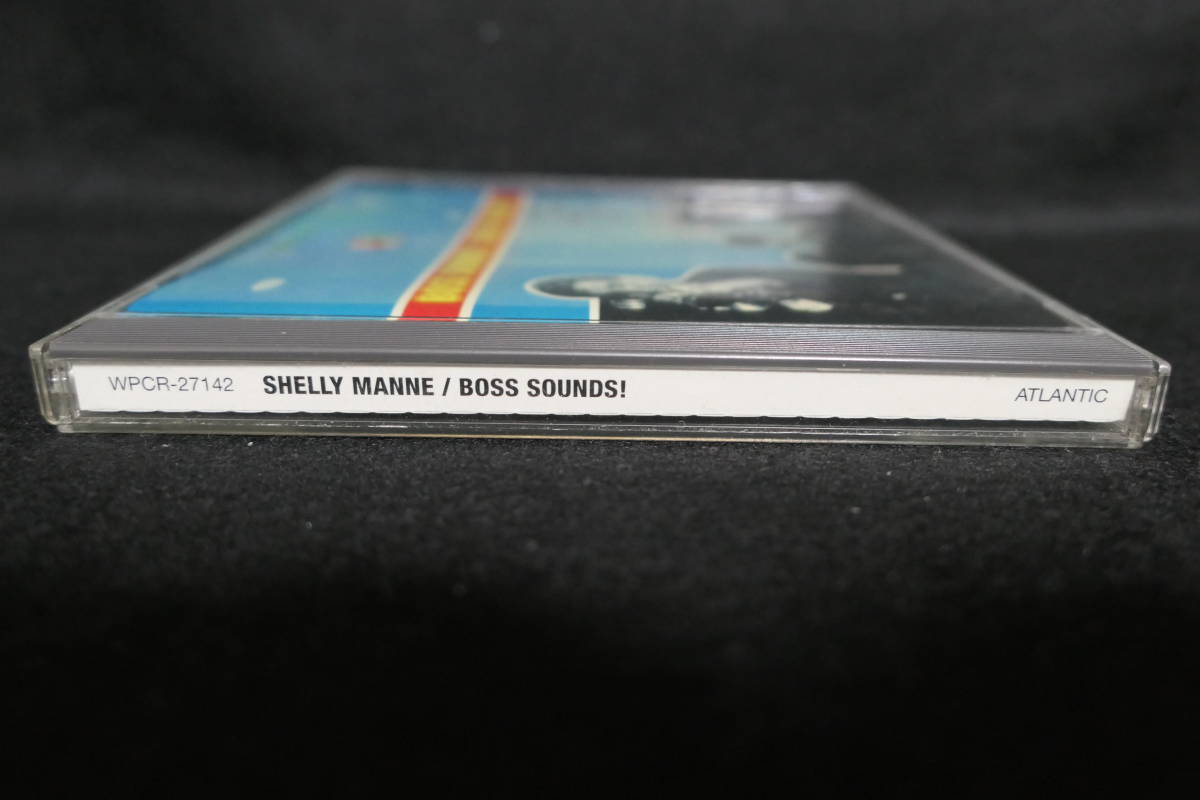 WPCR-27142 SHELLY MANNE / BOSS SOUNDS! ATLANTIC